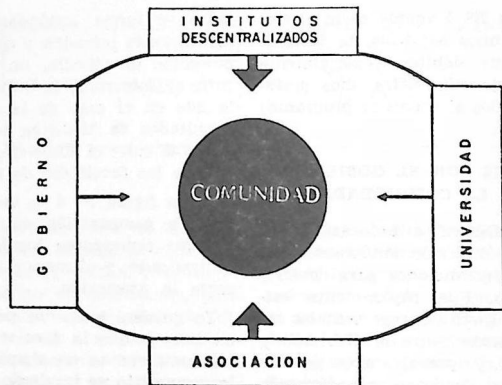 INSTITUTOS
DESCENTRALIZADOS
GOBIERNO
COMUNIDAD
UNIVERSIDAD
ASOCIACION